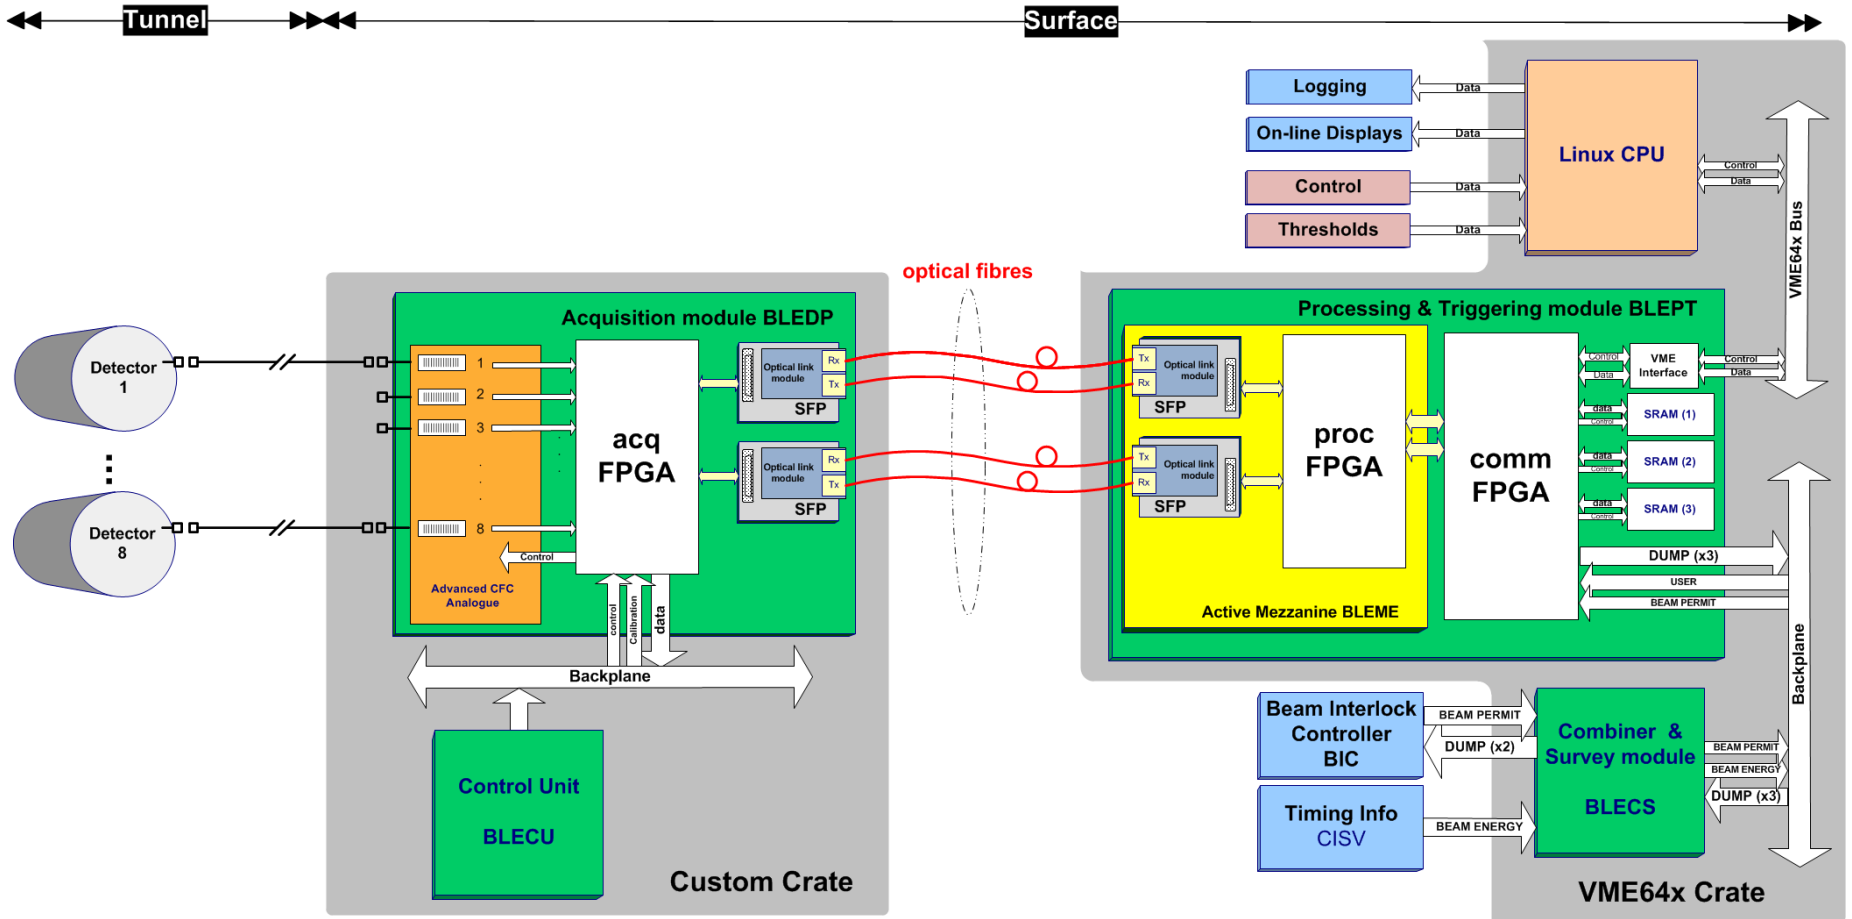 Tunnel
Surface
Logging
Data
On-line Displays
Data
Control
Data
Thresholds
Data
Linux CPU
Control
Data
VME64x Bus
optical fibres
Detector
1
Detector
8
Acquisition module BLEDP
1
2
3
8
Control
Advanced CFC
Analogue
acq
FPGA
Optical link
module
Rx
Tx
SFP
Optical link
module
Rx
Tx
SFP
control
Calibration
data
Backplane
Control Unit
BLECU
Custom Crate
Processing & Triggering module BLEPT
Tx
Rx
Optical link
module
SFP
Tx
Rx
Optical link
module
SFP
proc
FPGA
Active Mezzanine BLEME
comm
FPGA
Control
Data
VME
Interface
Control
Data
data
Control
SRAM (1)
data
Control
SRAM (2)
data
Control
SRAM (3)
DUMP (x3)
USER
BEAM PERMIT
Backplane
Beam Interlock
Controller
BIC
BEAM PERMIT
DUMP (x2)
Timing Info
CISV
BEAM ENERGY
Combiner &
Survey module
BLECS
BEAM PERMIT
BEAM ENERGY
DUMP (x3)
VME64x Crate